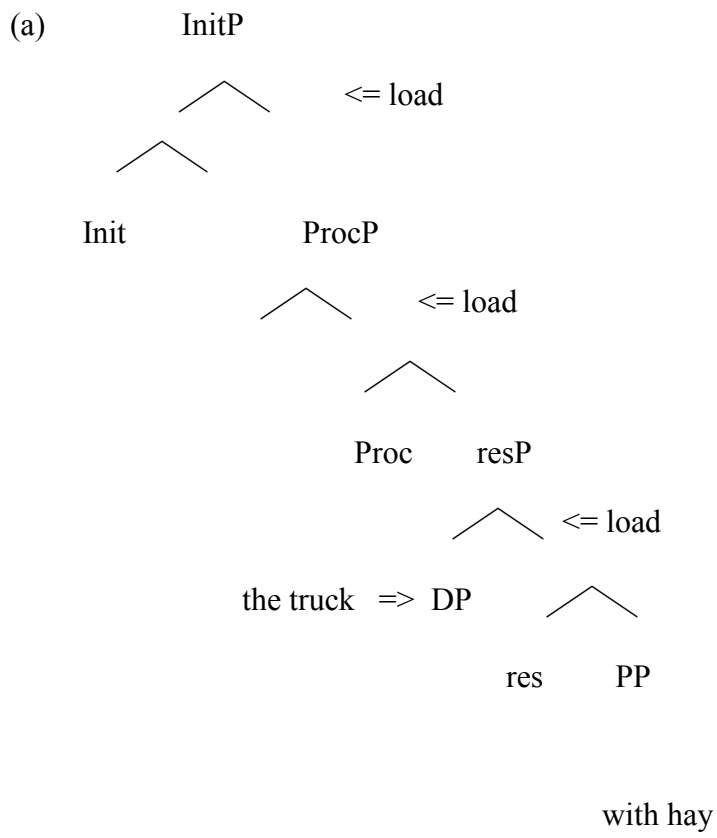 (a) InitP
<= load
Init ProcP
<= load
Proc resP
<= load
the truck => DP
res PP
with hay